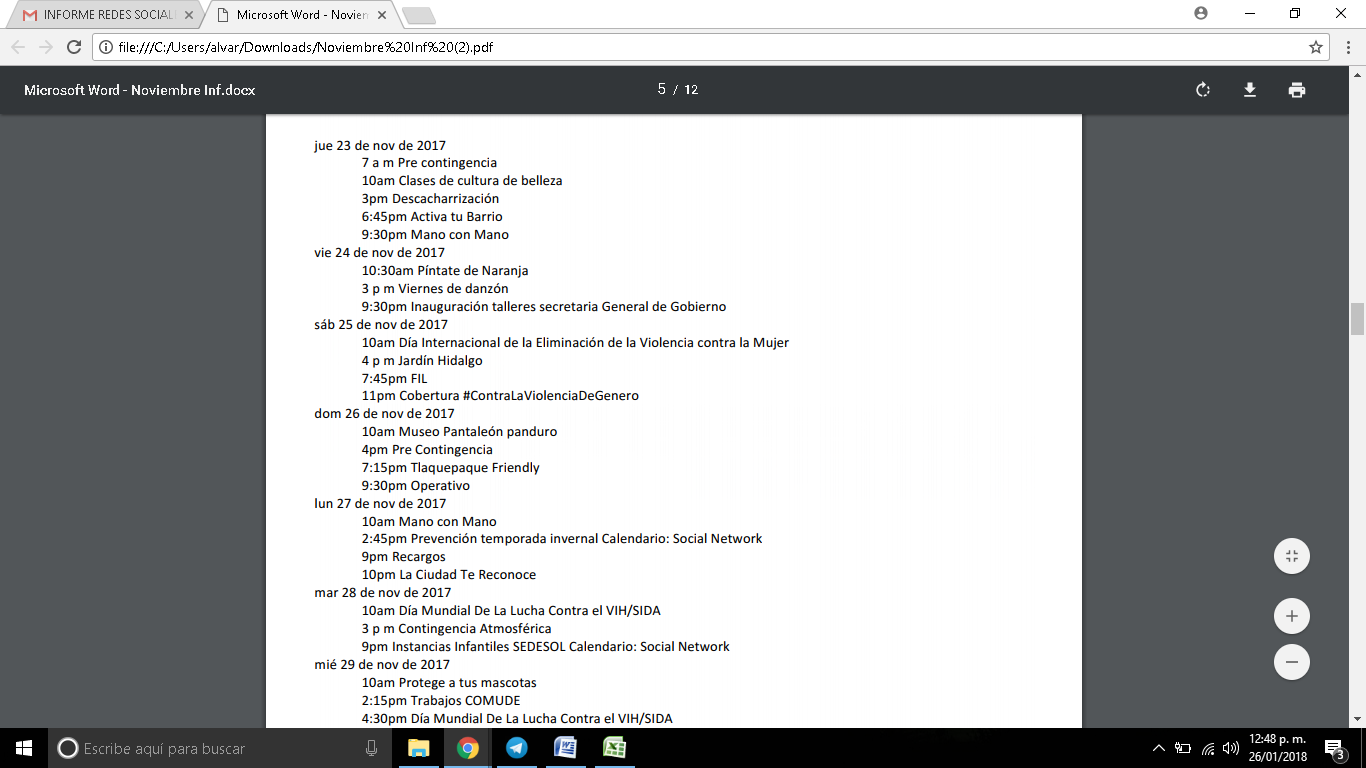 INFORME REDES SOCIAL
Microsoft Word - Novien
file:///C:/Users/alvar/Downloads/Noviembre%20Inf%20(2).pdf
Microsoft Word - Noviembre Inf.docx
5 / 12
jue 23 de nov de 2017
7 a m Pre contingencia
10am Clases de cultura de belleza
3pm Descacharrización
6:45pm Activa tu Barrio
9:30pm Mano con Mano
vie 24 de nov de 2017
10:30am Píntate de Naranja
3 p m Viernes de danzón
9:30pm Inauguración talleres secretaria General de Gobierno
sáb 25 de nov de 2017
10am Día Internacional de la Eliminación de la Violencia contra la Mujer
4 p m Jardín Hidalgo
7:45pm FIL
11pm Cobertura #ContraLaViolenciaDeGenero
dom 26 de nov de 2017
10am Museo Pantaleón panduro
4pm Pre Contingencia
7:15pm Tlaquepaque Friendly
9:30pm Operativo
lun 27 de nov de 2017
10am Mano con Mano
2:45pm Prevención temporada invernal Calendario: Social Network
9pm Recargos
10pm La Ciudad Te Reconoce
mar 28 de nov de 2017
10am Día Mundial De La Lucha Contra el VIH/SIDA
3 p m Contingencia Atmosférica
9pm Instancias Infantiles SEDESOL Calendario: Social Network
mié 29 de nov de 2017
10am Protege a tus mascotas
2:15pm Trabajos COMUDE
4:30pm Día Mundial De La Lucha Contra el VIH/SIDA
Escribe aquí para buscar
12:48 p. m.
26/01/2018
3